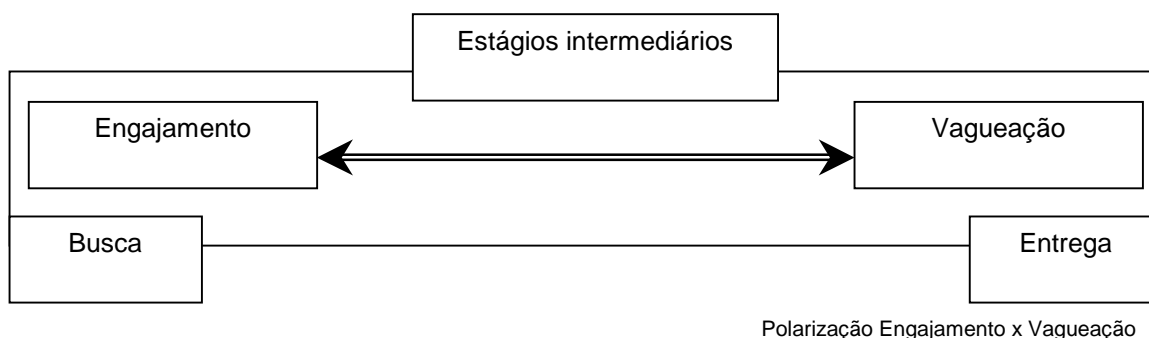 Estágios intermediários
Engajamento
Vagueação
Busca
Entrega
Polarização Engajamento x Vagueação